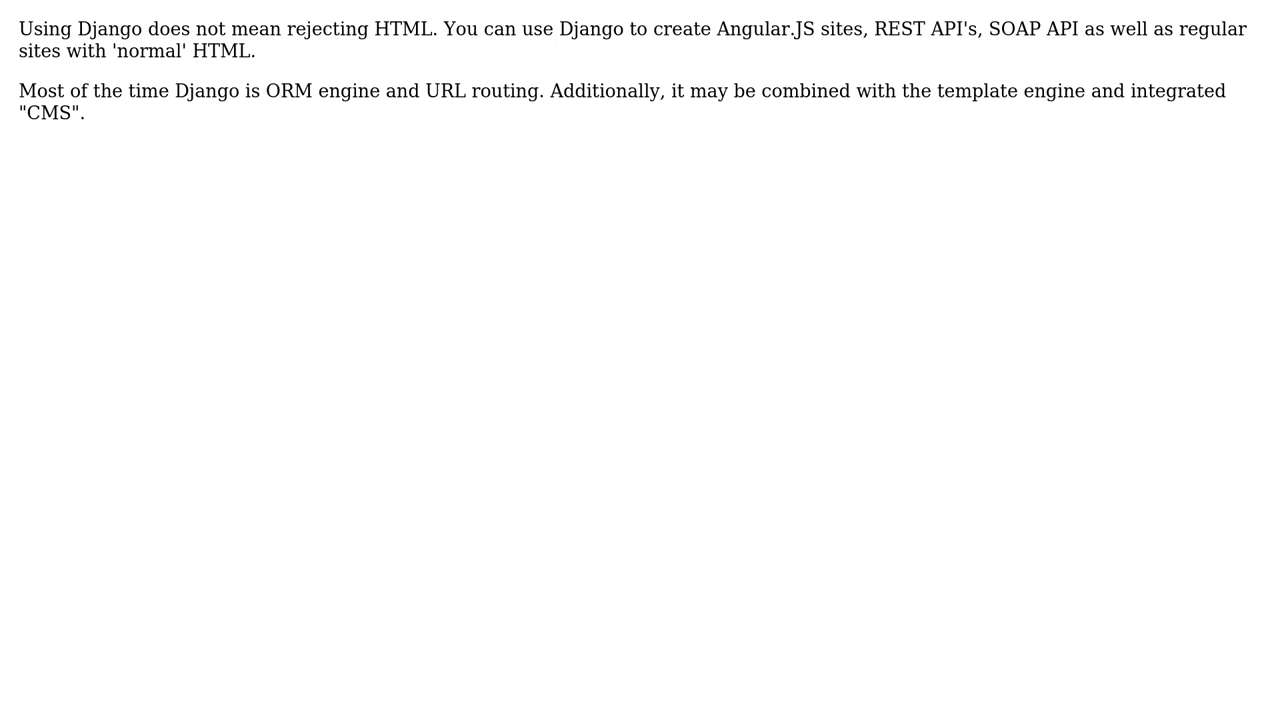 Using Django does not mean rejecting HTML. You can use Django to create Angular.JS sites, REST API's, SOAP API as well as regular
sites with 'normal' HTML.
Most of the time Django is ORM engine and URL routing. Additionally, it may be combined with the template engine and integrated
"CMS".